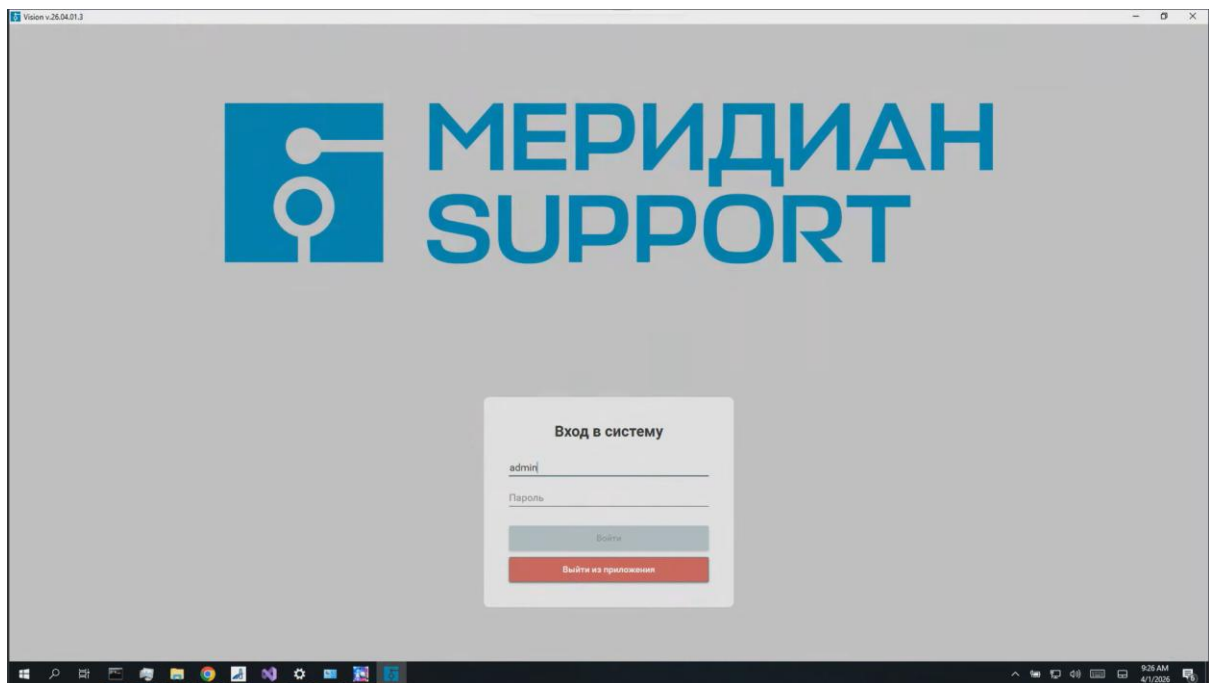 Vision v.26.04.01.3
МЕРИДИАН
SUPPORT
Вход в систему
admin
Пароль
Войти
Выйти из приложения
9:26 AM
4/1/2026